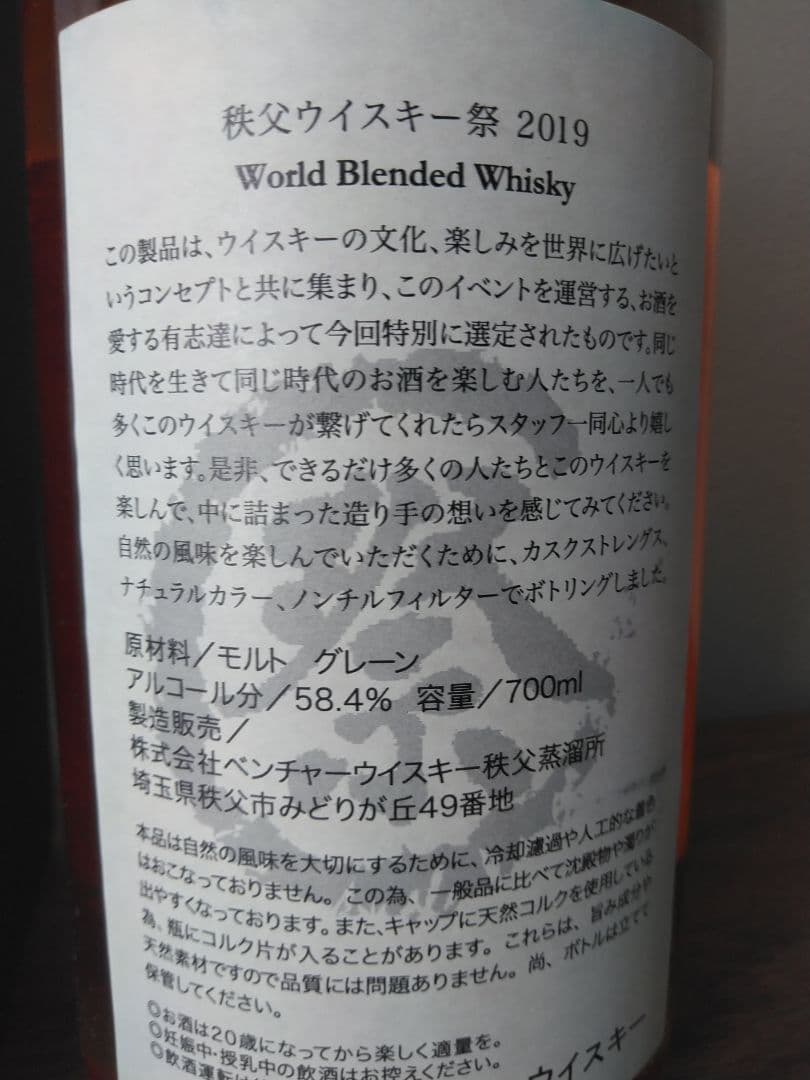 秩父ウイスキー祭 2019
World Blended Whisky
この製品は、ウイスキーの文化、楽しみを世界に広げたいと
いうコンセプトと共に集まり、このイベントを運営する、お酒を
愛する有志達によって今回特別に選定されたものです。同じ
時代を生きて同じ時代のお酒を楽しむ人たちを、一人でも
多くこのウイスキーが繋げてくれたらスタッフ一同心より嬉し
く思います。是非、できるだけ多くの人たちとこのウイスキーを
楽しんで、中に詰まった造り手の想いを感じてみてください。
自然の風味を楽しんでいただくために、カスクストレングス、
ナチュラルカラー、ノンチルフィルターでボトリングしました。
祭
原材料／モルト グレーン
アルコール分／58.4% 容量／700ml
製造販売／
株式会社ベンチャーウイスキー秩父蒸溜所
埼玉県秩父市みどりが丘49番地
本品は自然の風味を大切にするために、冷却濾過や人工的な着色
はおこなっておりません。この為、一般品に比べて沈殿物や濁りが
出やすくなっております。また、キャップに天然コルクを使用している
為、瓶にコルク片が入ることがあります。これらは、旨み成分や
天然素材ですので品質には問題ありません。尚、ボトルは立てて
保管してください。
◎お酒は20歳になってから楽しく適量を。
◎妊娠中・授乳中の飲酒はお控えください。
◎飲酒運転は
ウイスキー